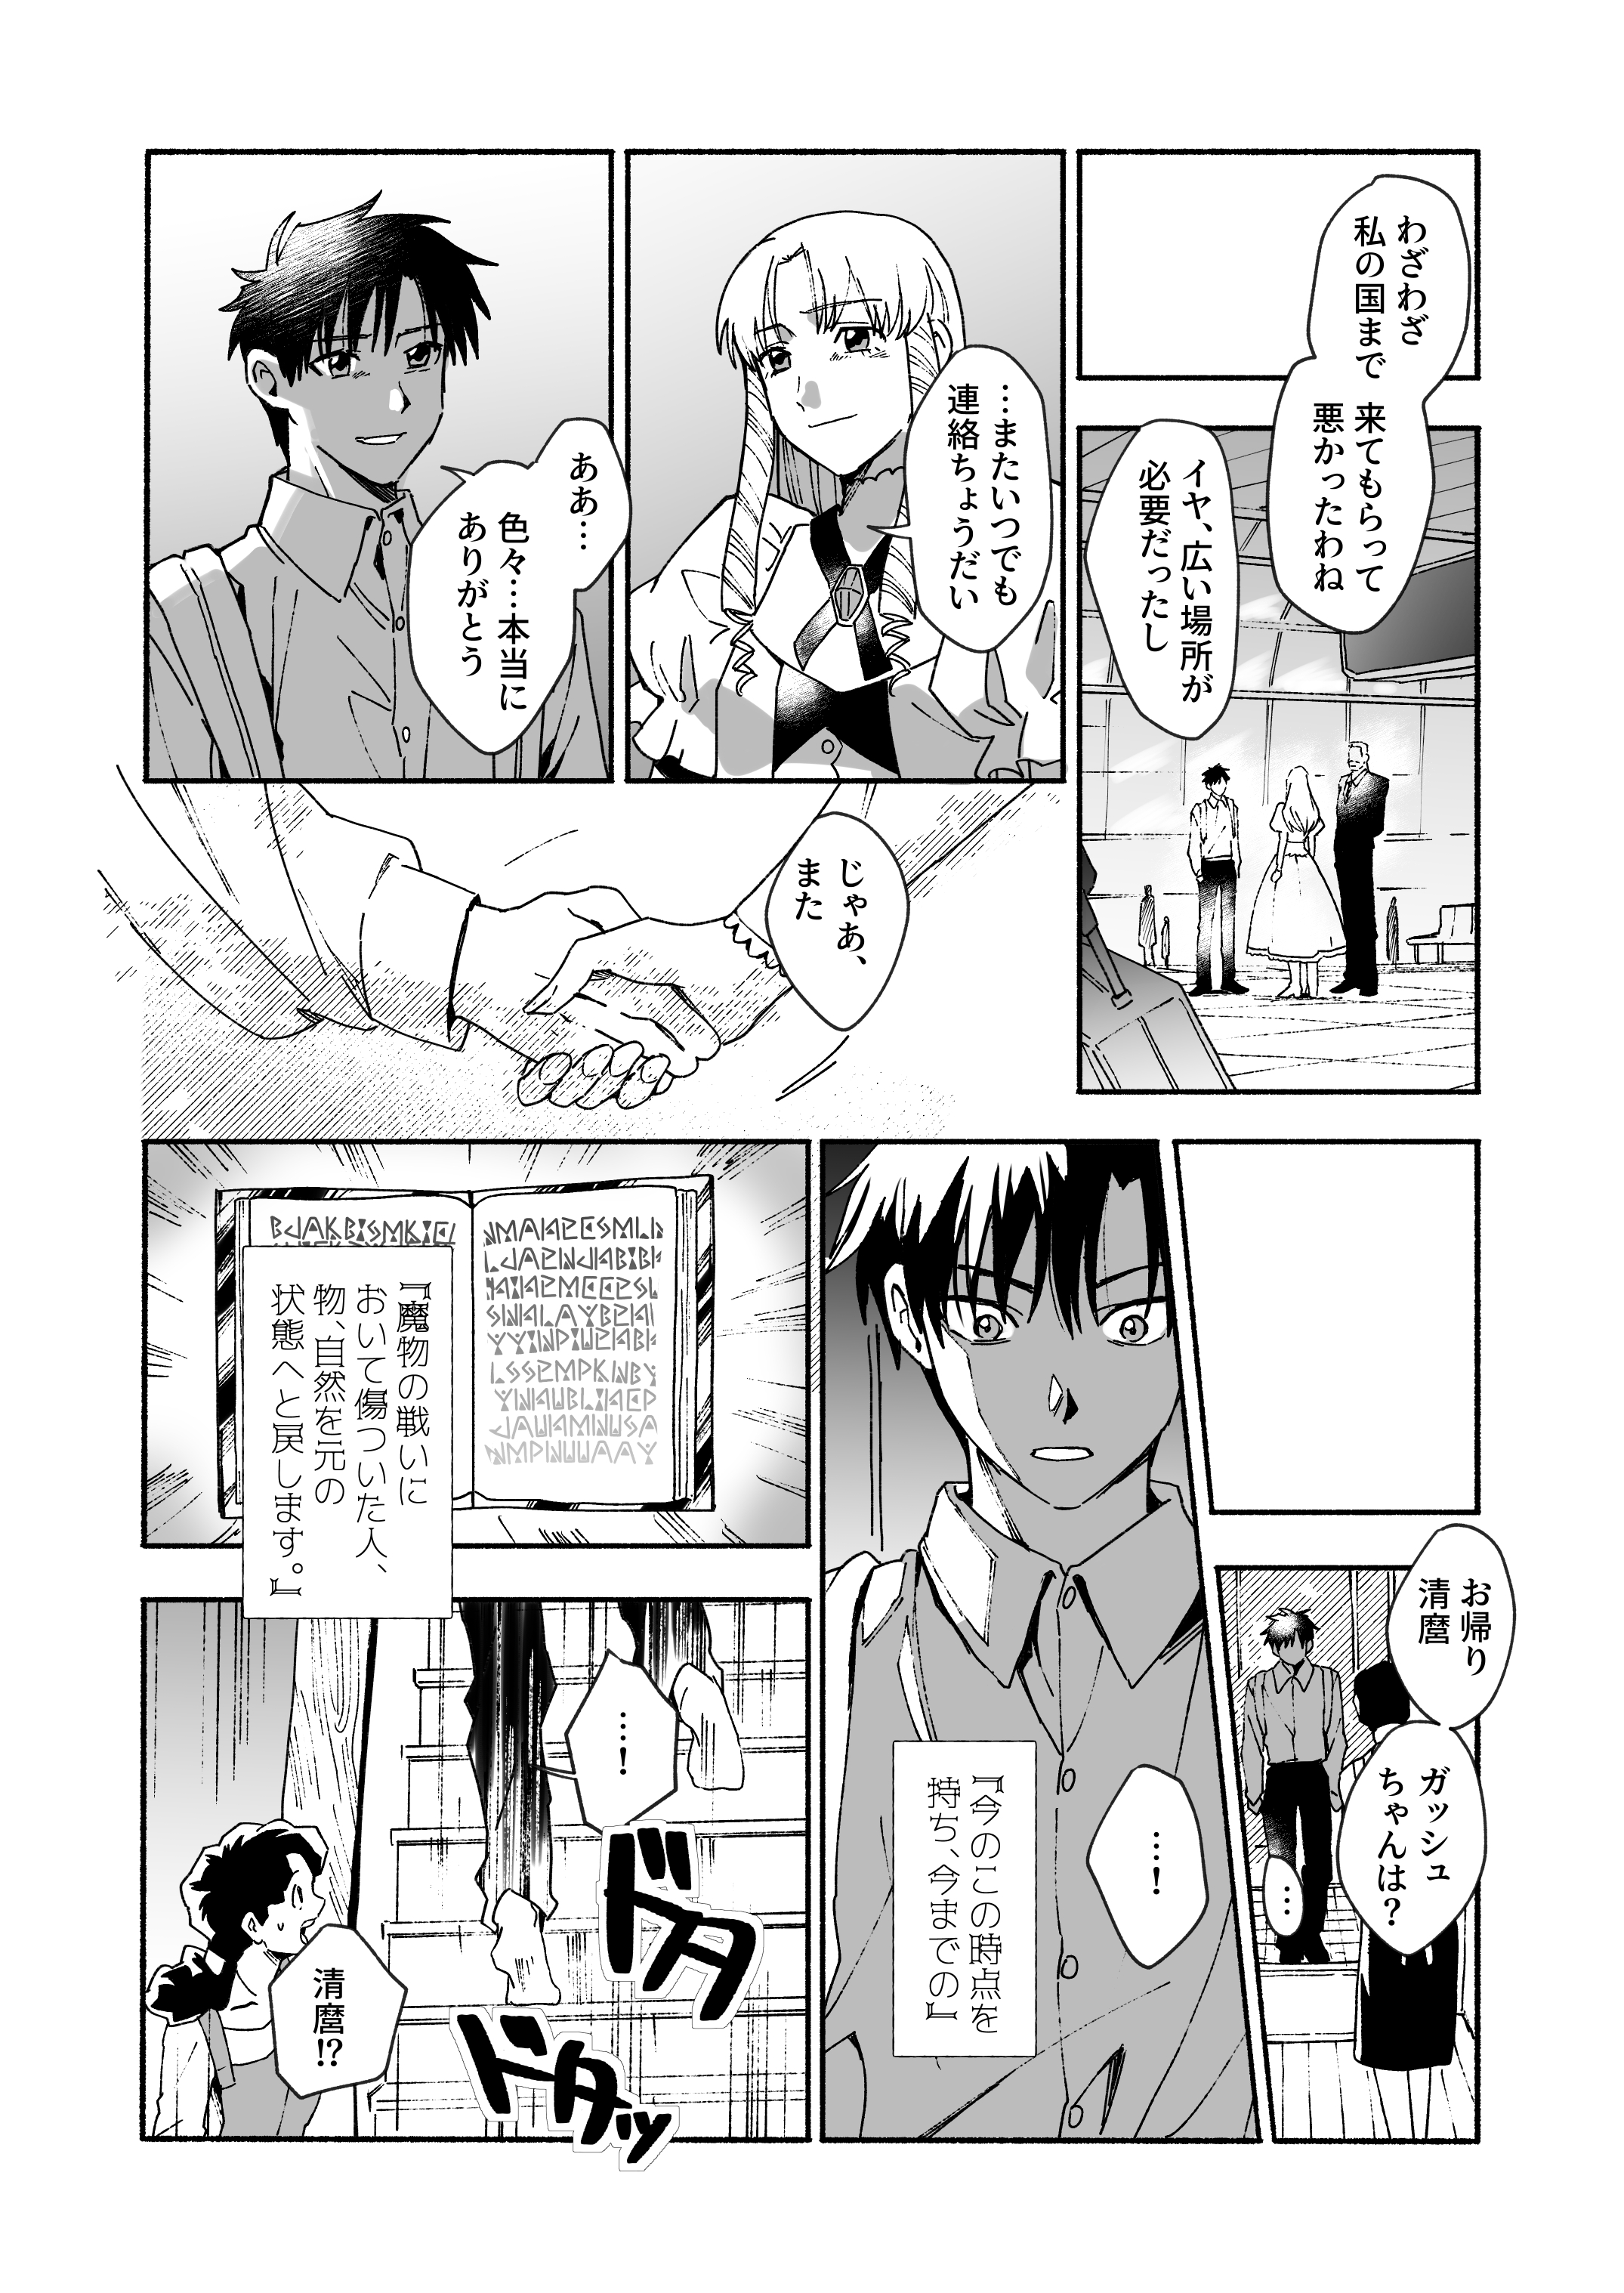 わざわざ
私の国まで
来てもらって
悪かったわね
イヤ、広い場所が
必要だったし
…またいつでも
連絡ちょうだい
ああ…
色々…本当に
ありがとう
じゃあ、
また
お帰り
清麿
ガッシュ
ちゃんは?
…
…!
『今のこの時点を
持ち、今までの』
『魔物の戦いに
おいて傷ついた人、
物、自然を元の
状態へと戻します。』
…!
ドタ
ドタッ
清麿!?